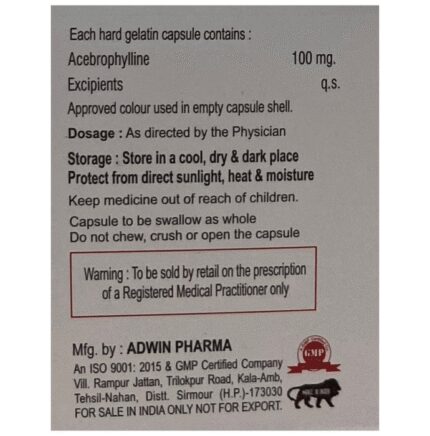 Each hard gelatin capsule contains :
Acebrophylline 100 mg.
Excipients q.s.
Approved colour used in empty capsule shell.
Dosage : As directed by the Physician
Storage : Store in a cool, dry & dark place
Protect from direct sunlight, heat & moisture
Keep medicine out of reach of children.
Capsule to be swallow as whole
Do not chew, crush or open the capsule
Warning : To be sold by retail on the prescription
of a Registered Medical Practitioner only
Mfg. by : ADWIN PHARMA
An ISO 9001: 2015 & GMP Certified Company
Vill. Rampur Jattan, Trilokpur Road, Kala-Amb,
Tehsil-Nahan, Distt. Sirmour (H.P.)-173030
FOR SALE IN INDIA ONLY NOT FOR EXPORT.
GMP
MAKE IN INDIA